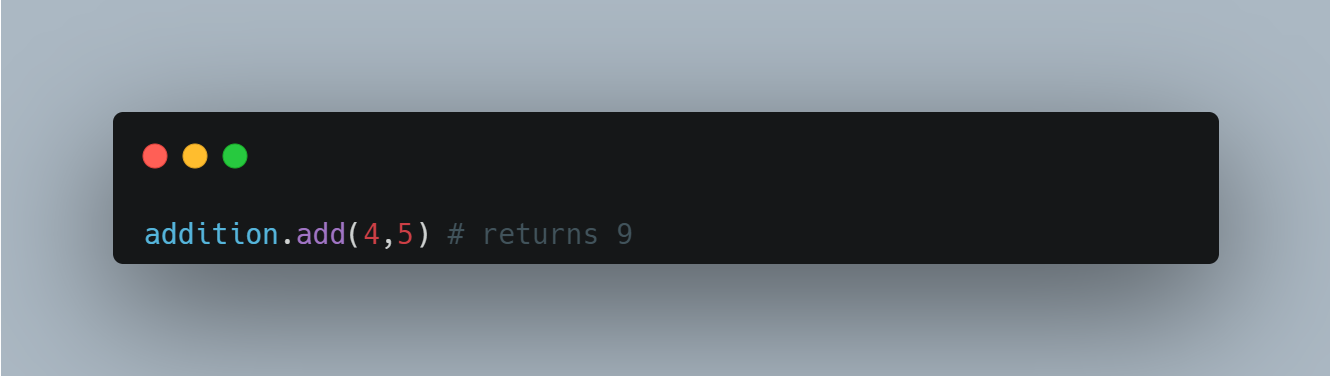 addition.add(4,5) # returns 9